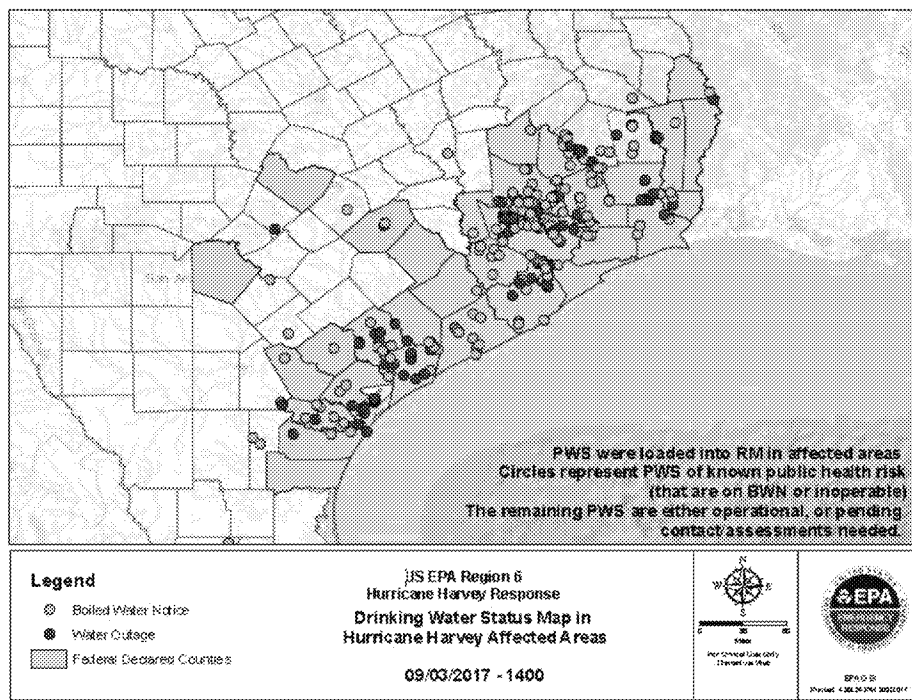 PWS were loaded into RM in affected areas
Circles represent PWS of known public health risk
(that are on BWN or inoperable)
The remaining PWS are either operational, or pending
contact/assessments needed.
Legend
Boiled Water Notice
Water Outage
Federal Declared Counties
US EPA Region 6
Hurricane Harvey Response
Drinking Water Status Map in
Hurricane Harvey Affected Areas
09/03/2017 - 1400
N
W
E
S
0
Miles
EPA